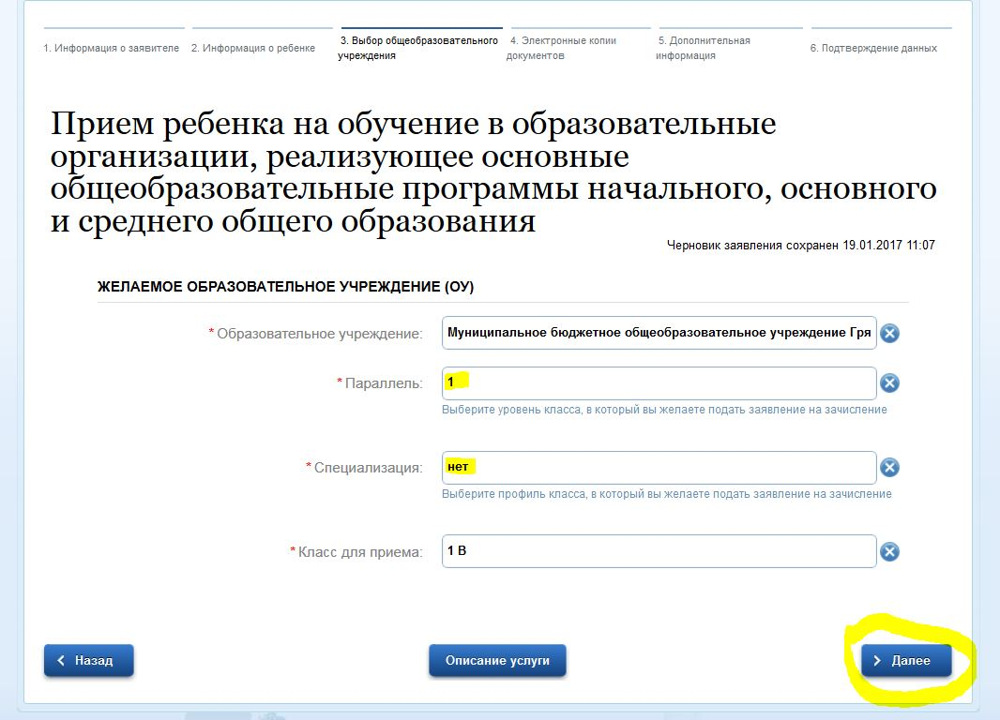 1. Информация о заявителе
2. Информация о ребенке
3. Выбор общеобразовательного
учреждения
4. Электронные копии
документов
5. Дополнительная
информация
6. Подтверждение данных
Прием ребенка на обучение в образовательные
организации, реализующее основные
общеобразовательные программы начального, основного
и среднего общего образования
Черновик заявления сохранен 19.01.2017 11:07
ЖЕЛАЕМОЕ ОБРАЗОВАТЕЛЬНОЕ УЧРЕЖДЕНИЕ (ОУ)
* Образовательное учреждение: Муниципальное бюджетное общеобразовательное учреждение Гря
* Параллель: 1
Выберите уровень класса, в который вы желаете подать заявление на зачисление
* Специализация: нет
Выберите профиль класса, в который вы желаете подать заявление на зачисление
* Класс для приема: 1 В
Назад
Описание услуги
Далее